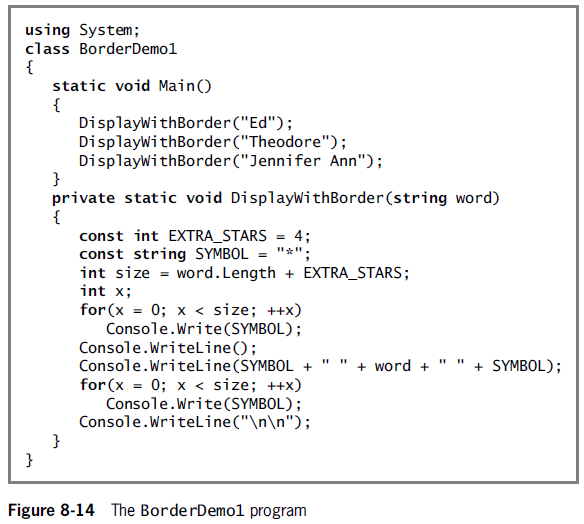 using System;
class BorderDemo1
{
   static void Main()
   {
      DisplayWithBorder("Ed");
      DisplayWithBorder("Theodore");
      DisplayWithBorder("Jennifer Ann");
   }
   private static void DisplayWithBorder(string word)
   {
      const int EXTRA_STARS = 4;
      const string SYMBOL = "*";
      int size = word.Length + EXTRA_STARS;
      int x;
      for(x = 0; x < size; ++x)
         Console.Write(SYMBOL);
      Console.WriteLine();
      Console.WriteLine(SYMBOL + " " + word + " " + SYMBOL);
      for(x = 0; x < size; ++x)
         Console.Write(SYMBOL);
      Console.WriteLine("\n\n");
   }
}
Figure 8-14 The BorderDemo1 program